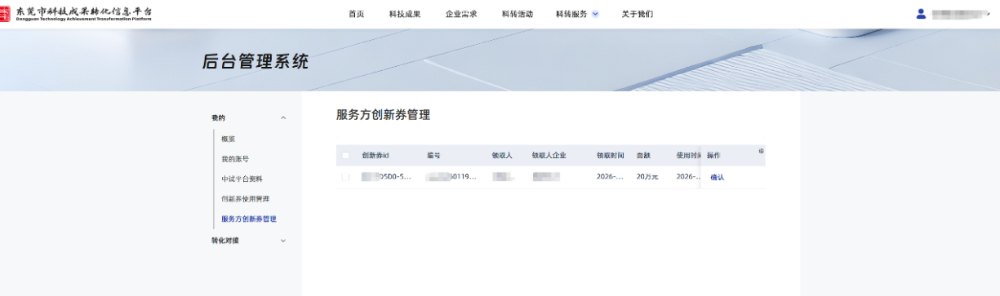 东莞市科技成果转化信息平台
Dongguan Technology Achievement Transformation Platform
首页 科技成果 企业需求 科转活动 科转服务 关于我们
后台管理系统
我的
概览
我的账号
中试平台资料
创新券使用管理
服务方创新券管理
转化对接
服务方创新券管理
创新券id 编号 领取人 领取人企业 领取时间 面额 使用时间 操作
D5D0-5... 60119... 2026-... 20万元 2026-... 确认